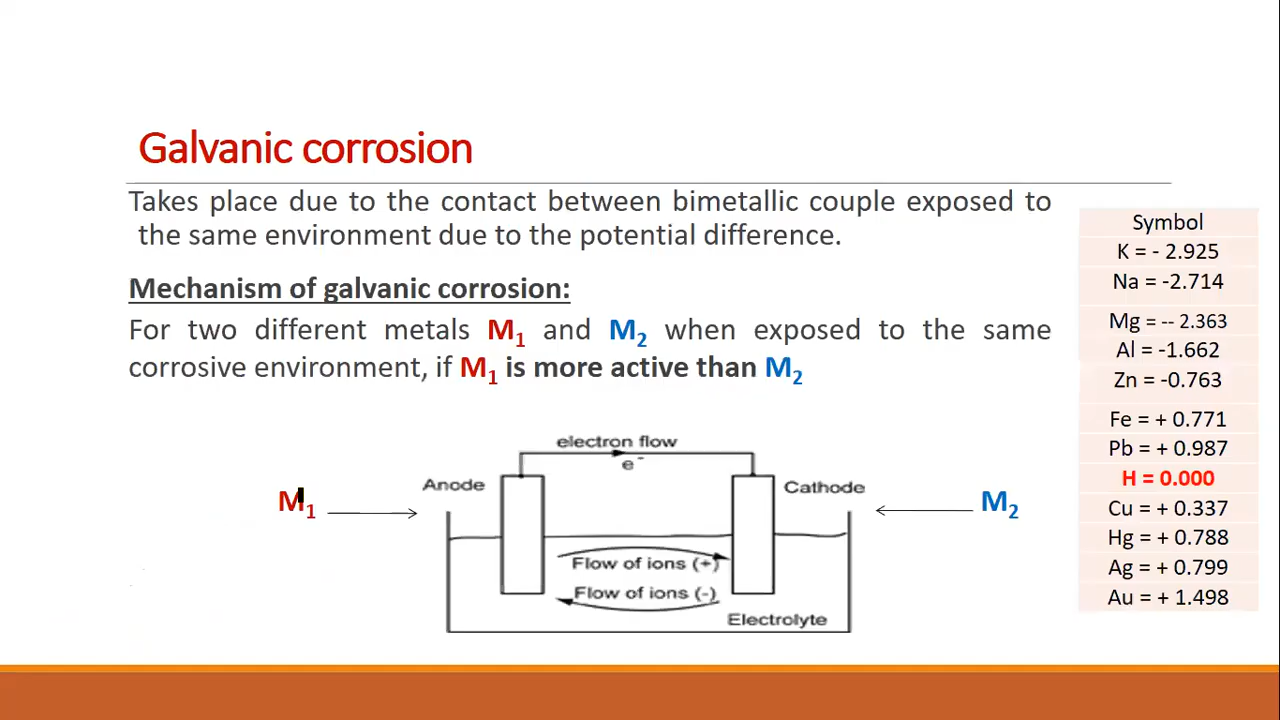 Galvanic corrosion
Takes place due to the contact between bimetallic couple exposed to
the same environment due to the potential difference.
Mechanism of galvanic corrosion:
For two different metals M₁ and M₂ when exposed to the same
corrosive environment, if M₁ is more active than M₂
electron flow
e⁻
Anode
Cathode
M₁
M₂
Flow of ions (+)
Flow of ions (-)
Electrolyte
Symbol
K = - 2.925
Na = -2.714
Mg = -- 2.363
Al = -1.662
Zn = -0.763
Fe = + 0.771
Pb = + 0.987
H = 0.000
Cu = + 0.337
Hg = + 0.788
Ag = + 0.799
Au = + 1.498